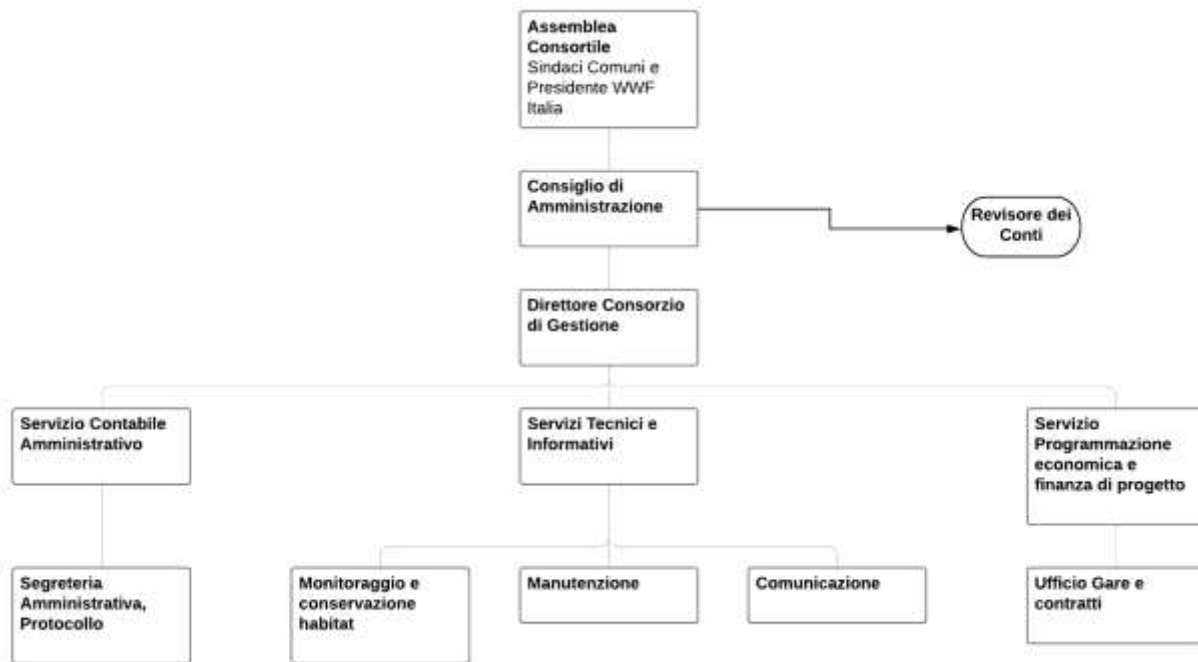 Assemblea
Consortile
Sindaci Comuni e
Presidente WWF
Italia
Consiglio di
Amministrazione
Revisore dei
Conti
Direttore Consorzio
di Gestione
Servizio Contabile
Amministrativo
Servizi Tecnici e
Informativi
Servizio
Programmazione
economica e
finanza di progetto
Segreteria
Amministrativa,
Protocollo
Monitoraggio e
conservazione
habitat
Manutenzione
Comunicazione
Ufficio Gare e
contratti